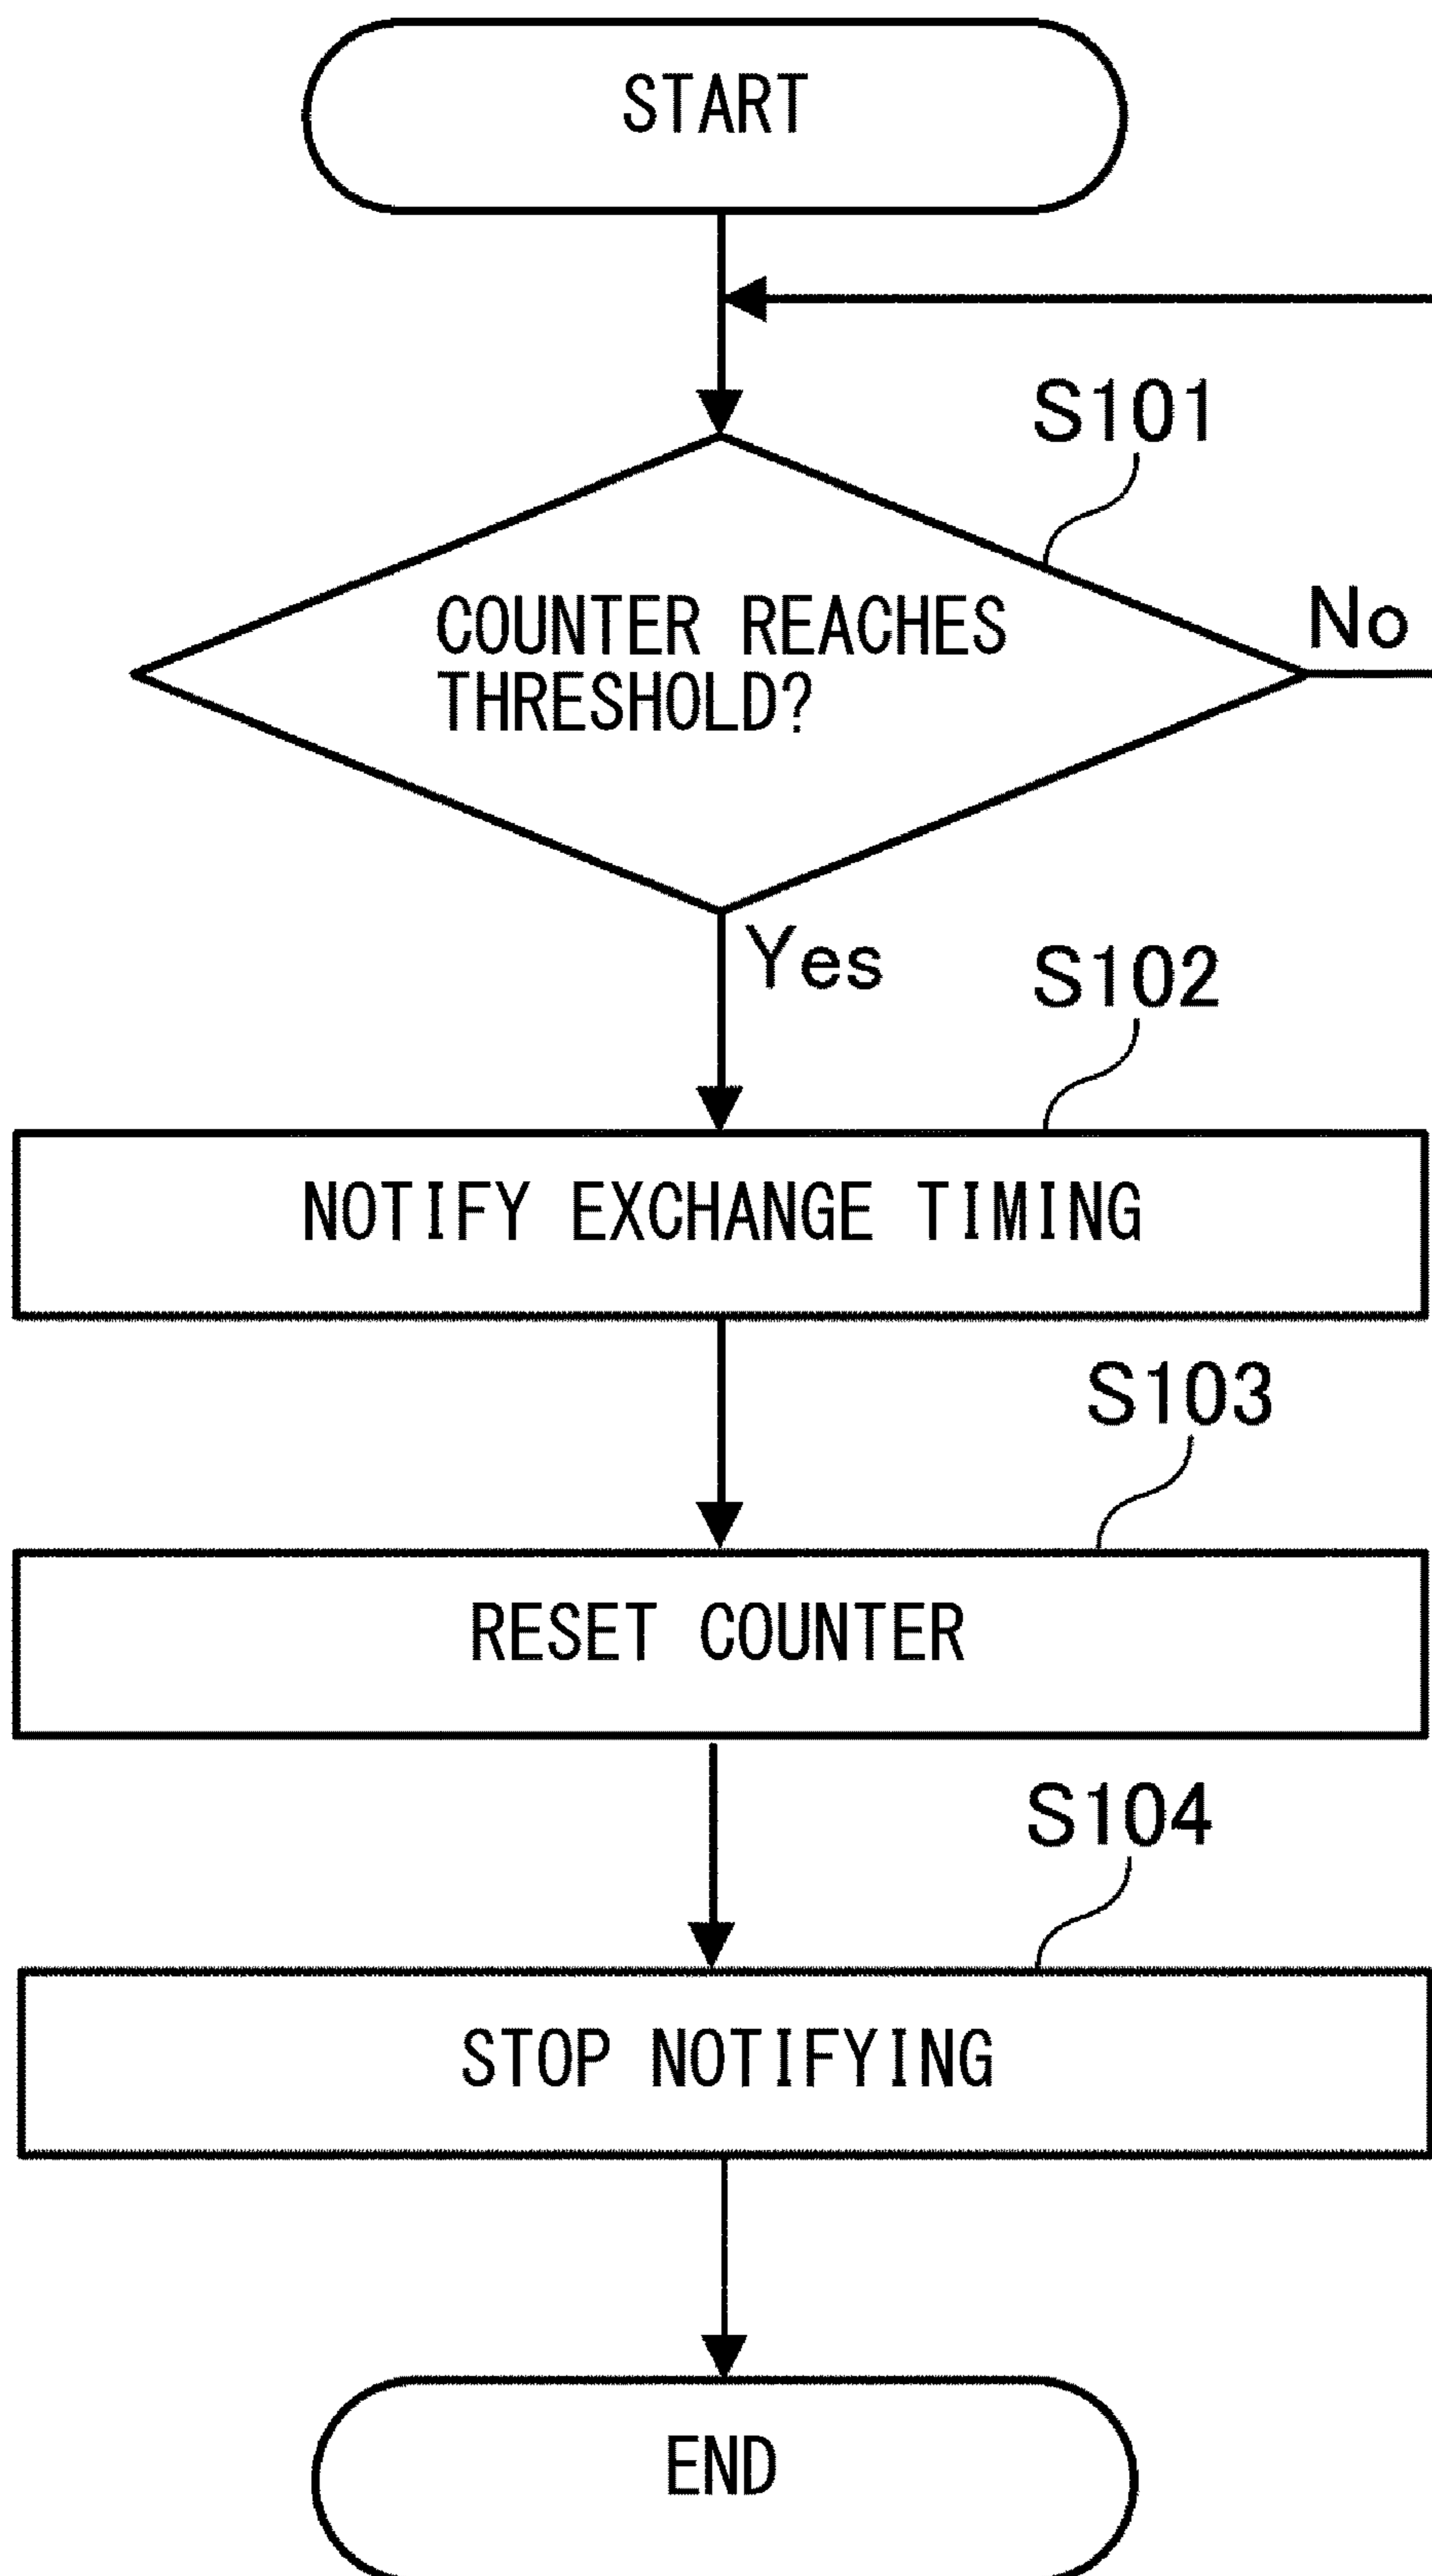 START
S101
COUNTER REACHES
THRESHOLD?
No
Yes
S102
NOTIFY EXCHANGE TIMING
S103
RESET COUNTER
S104
STOP NOTIFYING
END